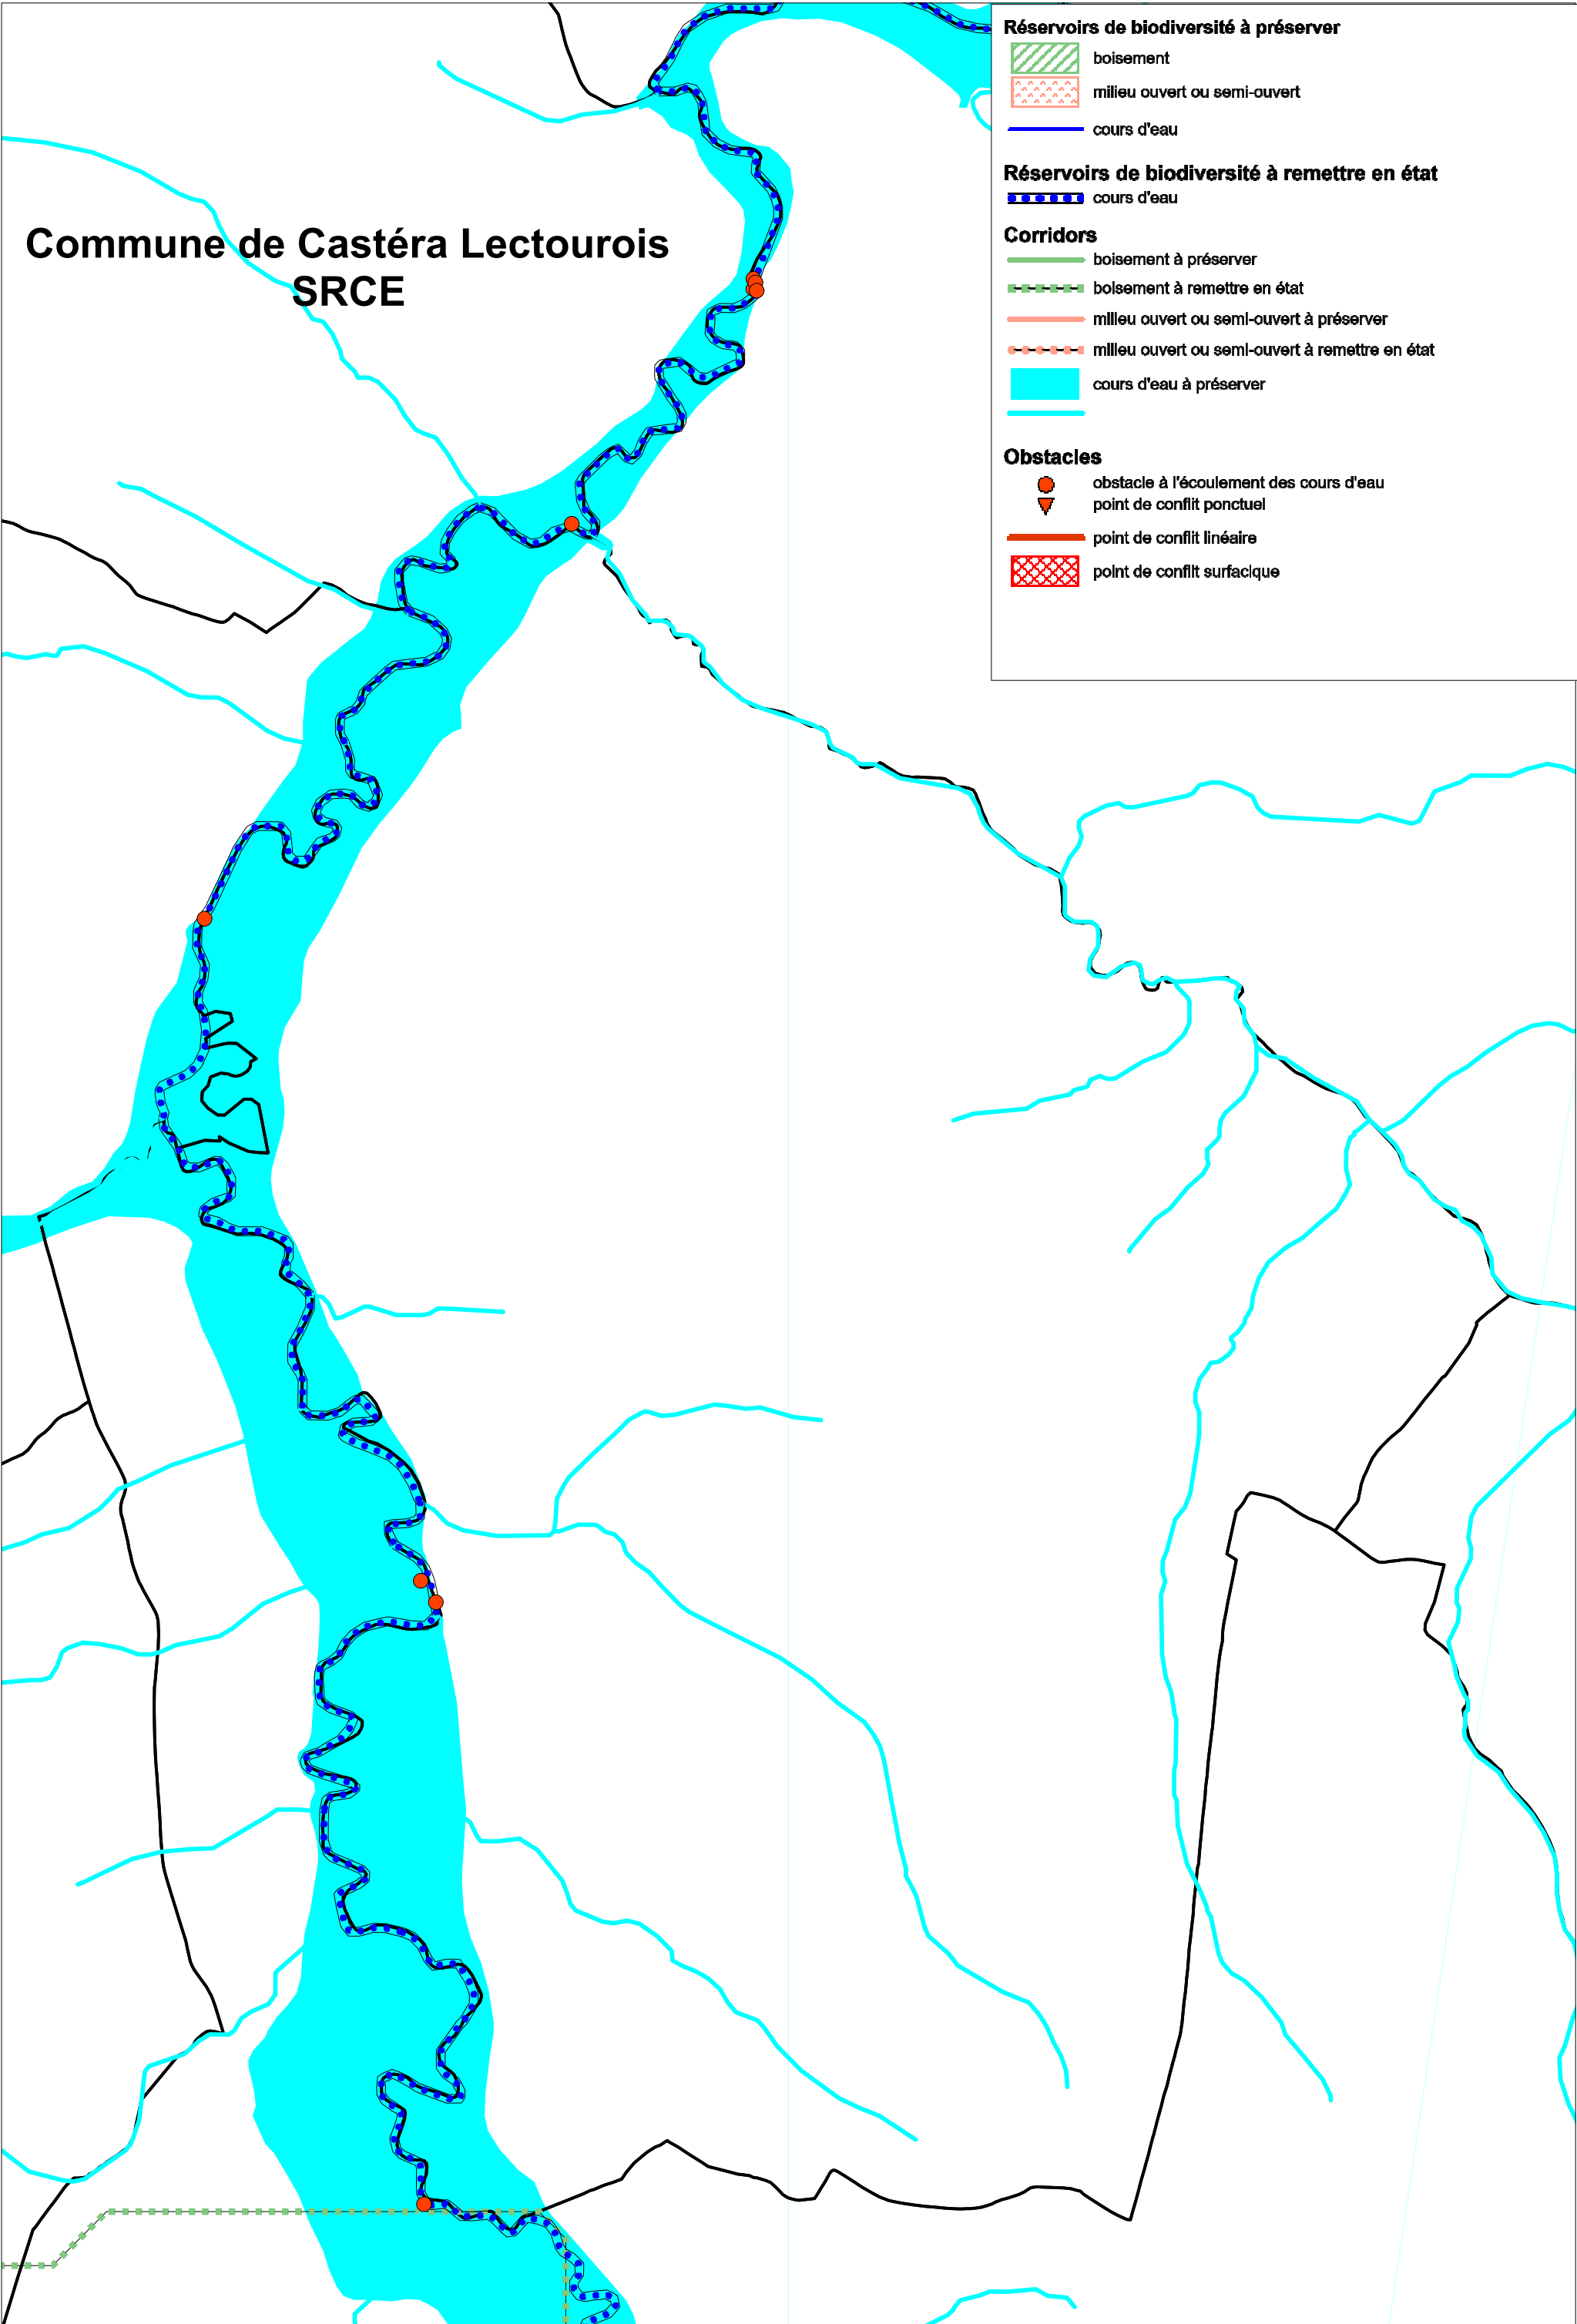 Commune de Castéra Lectourois
SRCE
Réservoirs de biodiversité à préserver
boisement
milieu ouvert ou semi-ouvert
cours d'eau
Réservoirs de biodiversité à remettre en état
cours d'eau
Corridors
boisement à préserver
boisement à remettre en état
milieu ouvert ou semi-ouvert à préserver
milieu ouvert ou semi-ouvert à remettre en état
cours d'eau à préserver
Obstacles
obstacle à l'écoulement des cours d'eau
point de conflit ponctuel
point de conflit linéaire
point de conflit surfacique